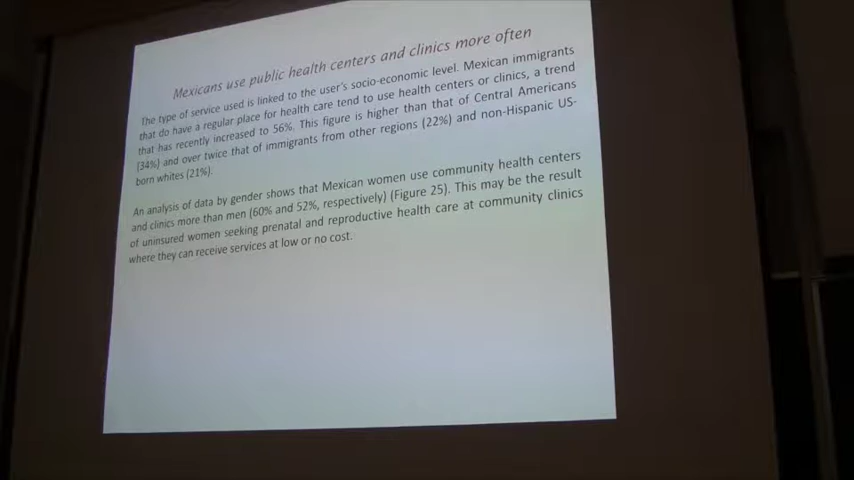 Mexicans use public health centers and clinics more often
The type of service used is linked to the user's socio-economic level. Mexican immigrants
that do have a regular place for health care tend to use health centers or clinics, a trend
that has recently increased to 56%. This figure is higher than that of Central Americans
(34%) and over twice that of immigrants from other regions (22%) and non-Hispanic US-
born whites (21%).
An analysis of data by gender shows that Mexican women use community health centers
and clinics more than men (60% and 52%, respectively) (Figure 25). This may be the result
of uninsured women seeking prenatal and reproductive health care at community clinics
where they can receive services at low or no cost.